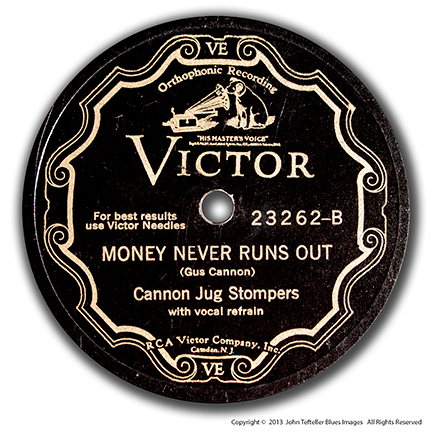 VE
Orthophonic Recording
"HIS MASTER'S VOICE"
VICTOR
For best results
use Victor Needles
23262-B
MONEY NEVER RUNS OUT
(Gus Cannon)
Cannon Jug Stompers
with vocal refrain
RCA Victor Company, Inc.
Camden, N.J.
VE
Copyright © 2013 John Tefteller Blues Images All Rights Reserved